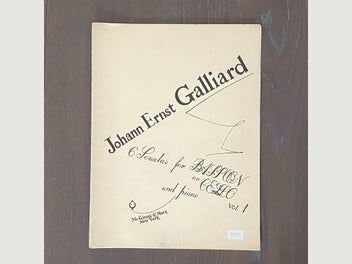 Johann Ernst Galliard
6 Sonatas for BASSOON
or CELLO
and piano
Vol. 1
McGinnis & Marx
New York